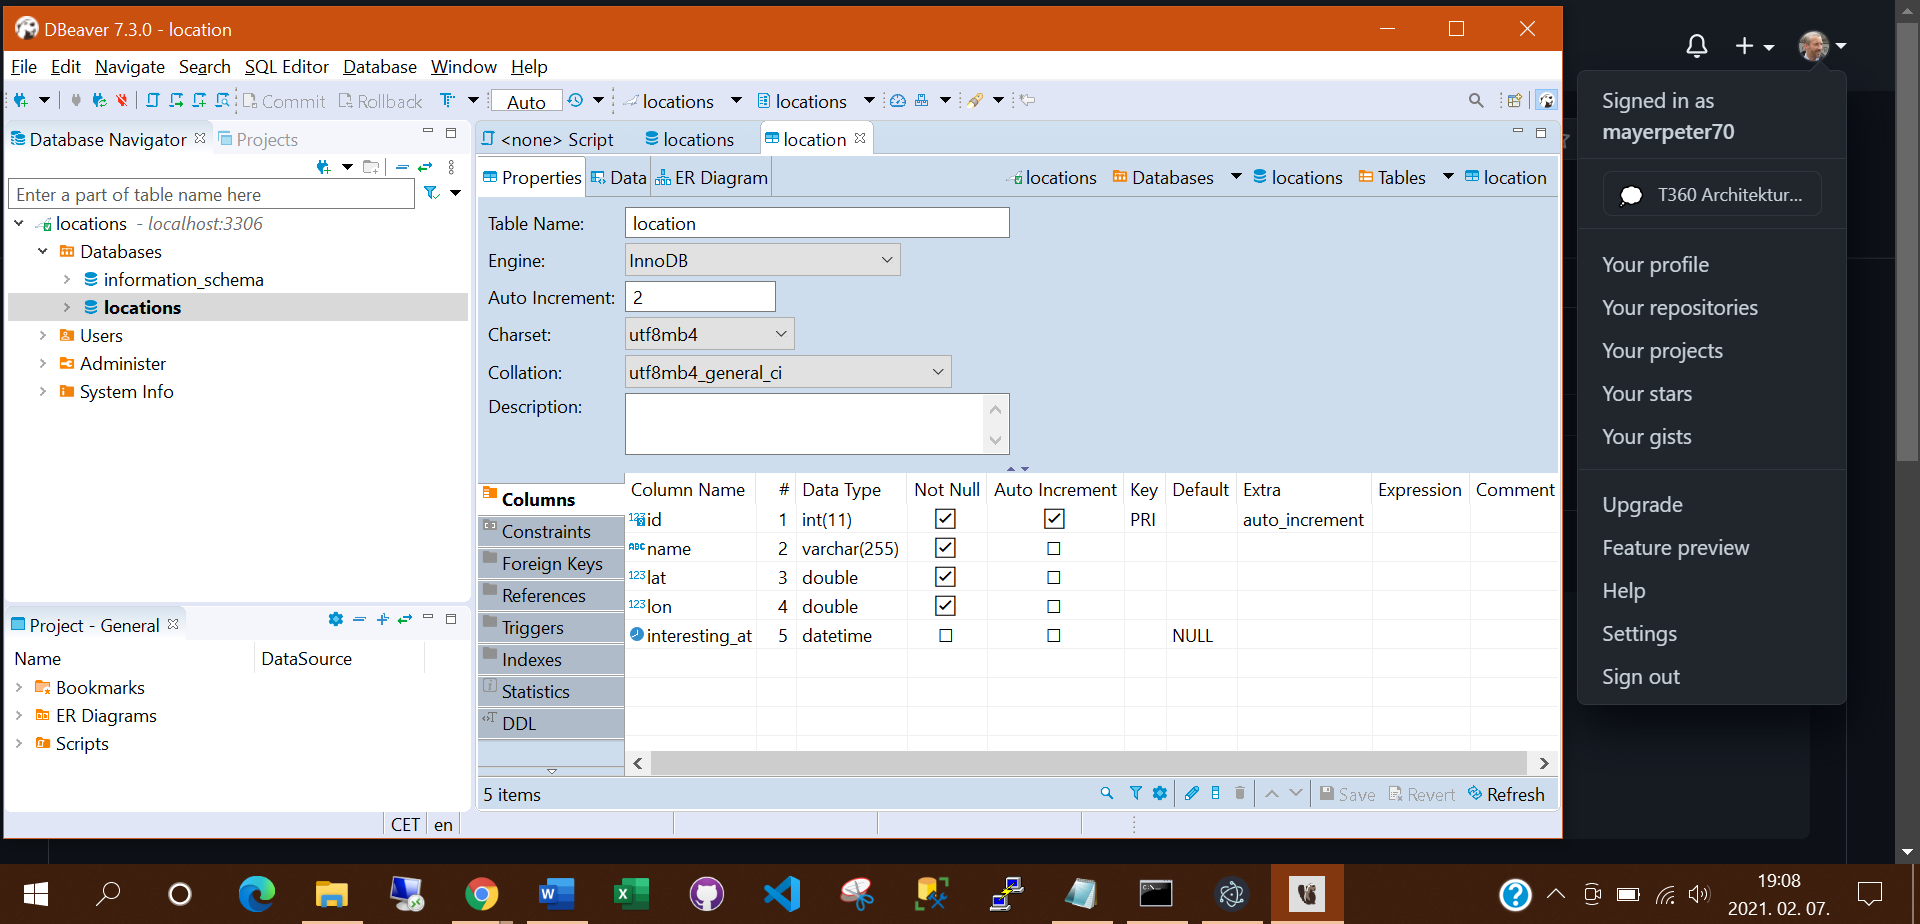 DBeaver 7.3.0 - location
File Edit Navigate Search SQL Editor Database Window Help
Commit Rollback Auto locations locations
Database Navigator Projects
Enter a part of table name here
locations - localhost:3306
Databases
information_schema
locations
Users
Administer
System Info
Project - General
Name DataSource
Bookmarks
ER Diagrams
Scripts
<none> Script locations location
Properties Data ER Diagram locations Databases locations Tables location
Table Name: location
Engine: InnoDB
Auto Increment: 2
Charset: utf8mb4
Collation: utf8mb4_general_ci
Description:
Columns
Constraints
Foreign Keys
References
Triggers
Indexes
Statistics
DDL
Column Name # Data Type Not Null Auto Increment Key Default Extra Expression Comment
123 id 1 int(11) PRI auto_increment
ABC name 2 varchar(255)
123 lat 3 double
123 lon 4 double
interesting_at 5 datetime NULL
5 items Save Revert Refresh
CET en
Signed in as
mayerpeter70
T360 Architektur...
Your profile
Your repositories
Your projects
Your stars
Your gists
Upgrade
Feature preview
Help
Settings
Sign out
19:08
2021. 02. 07.